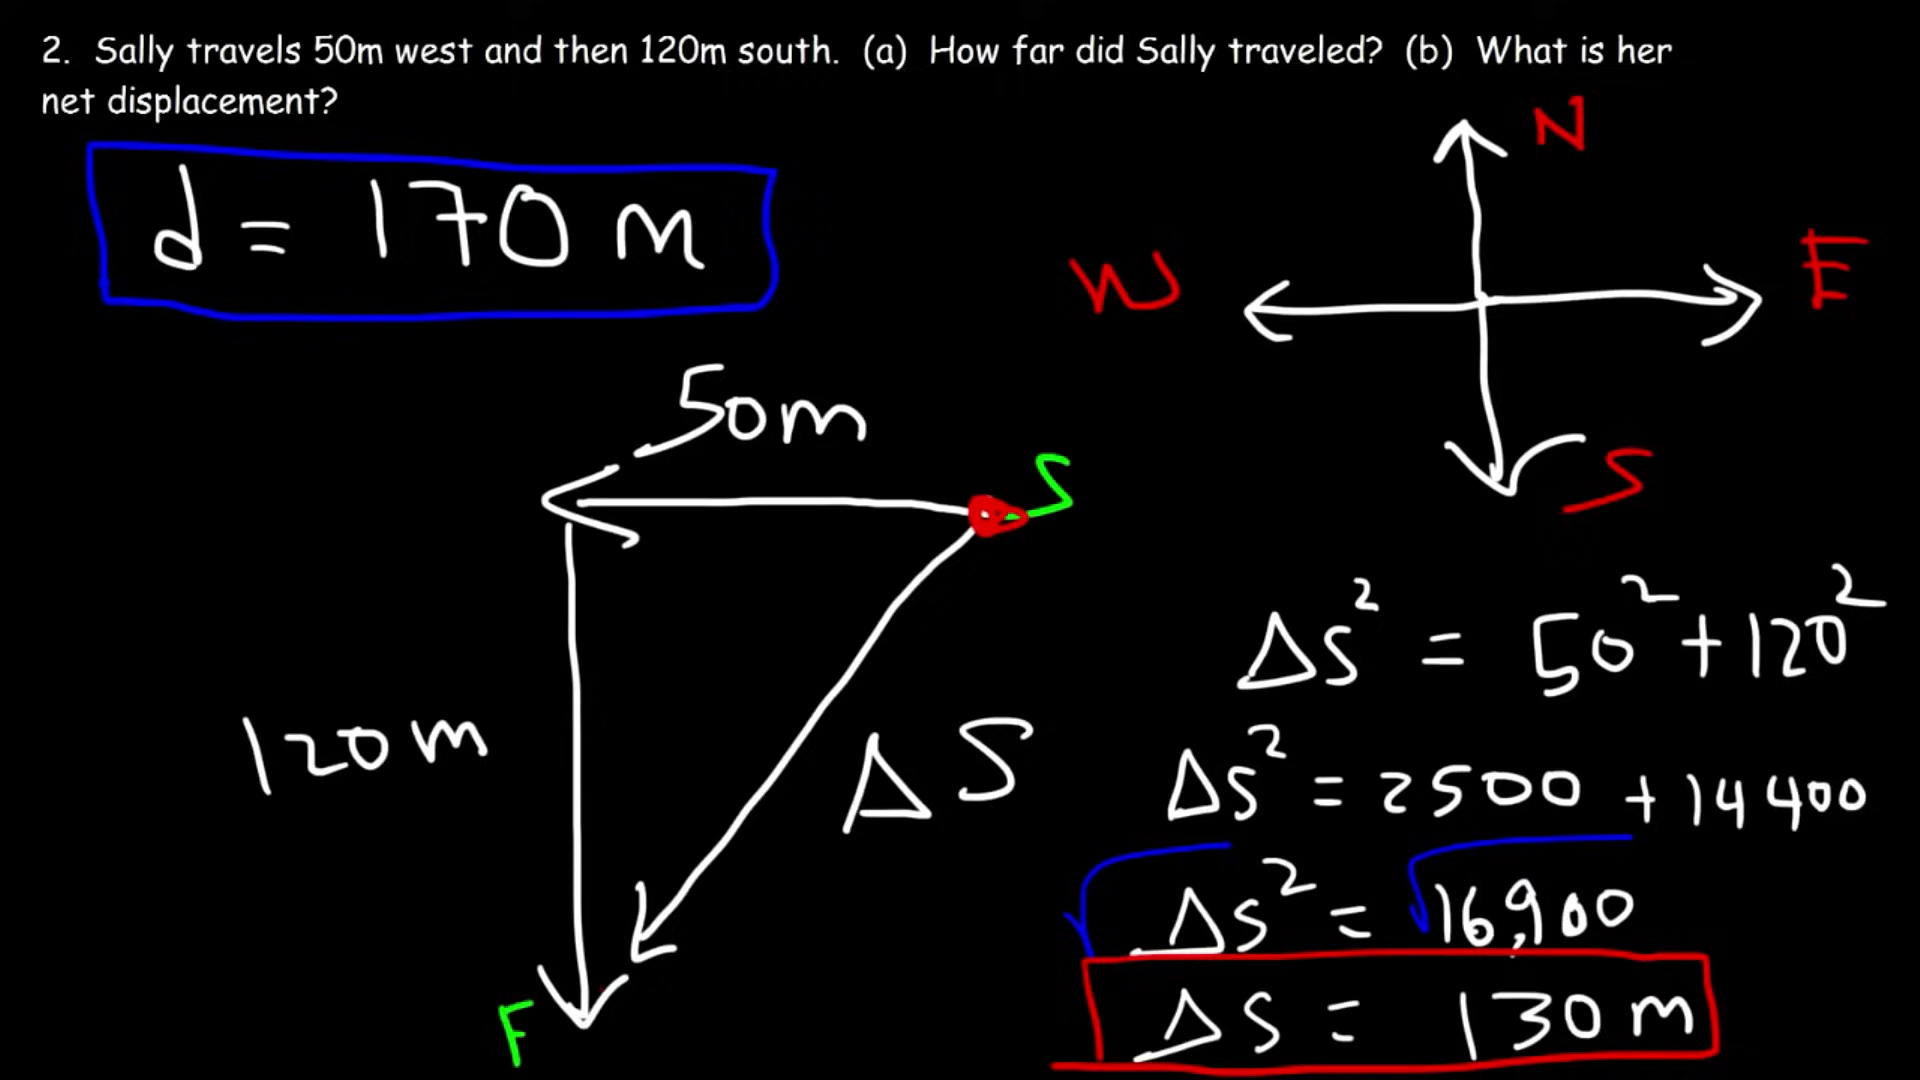 2. Sally travels 50m west and then 120m south. (a) How far did Sally traveled? (b) What is her
net displacement?
d = 170 m
N
W
E
S
50m
S
120m
ΔS
F
ΔS² = 50² + 120²
ΔS² = 2500 + 14400
√ΔS² = √16,900
ΔS = 130 m